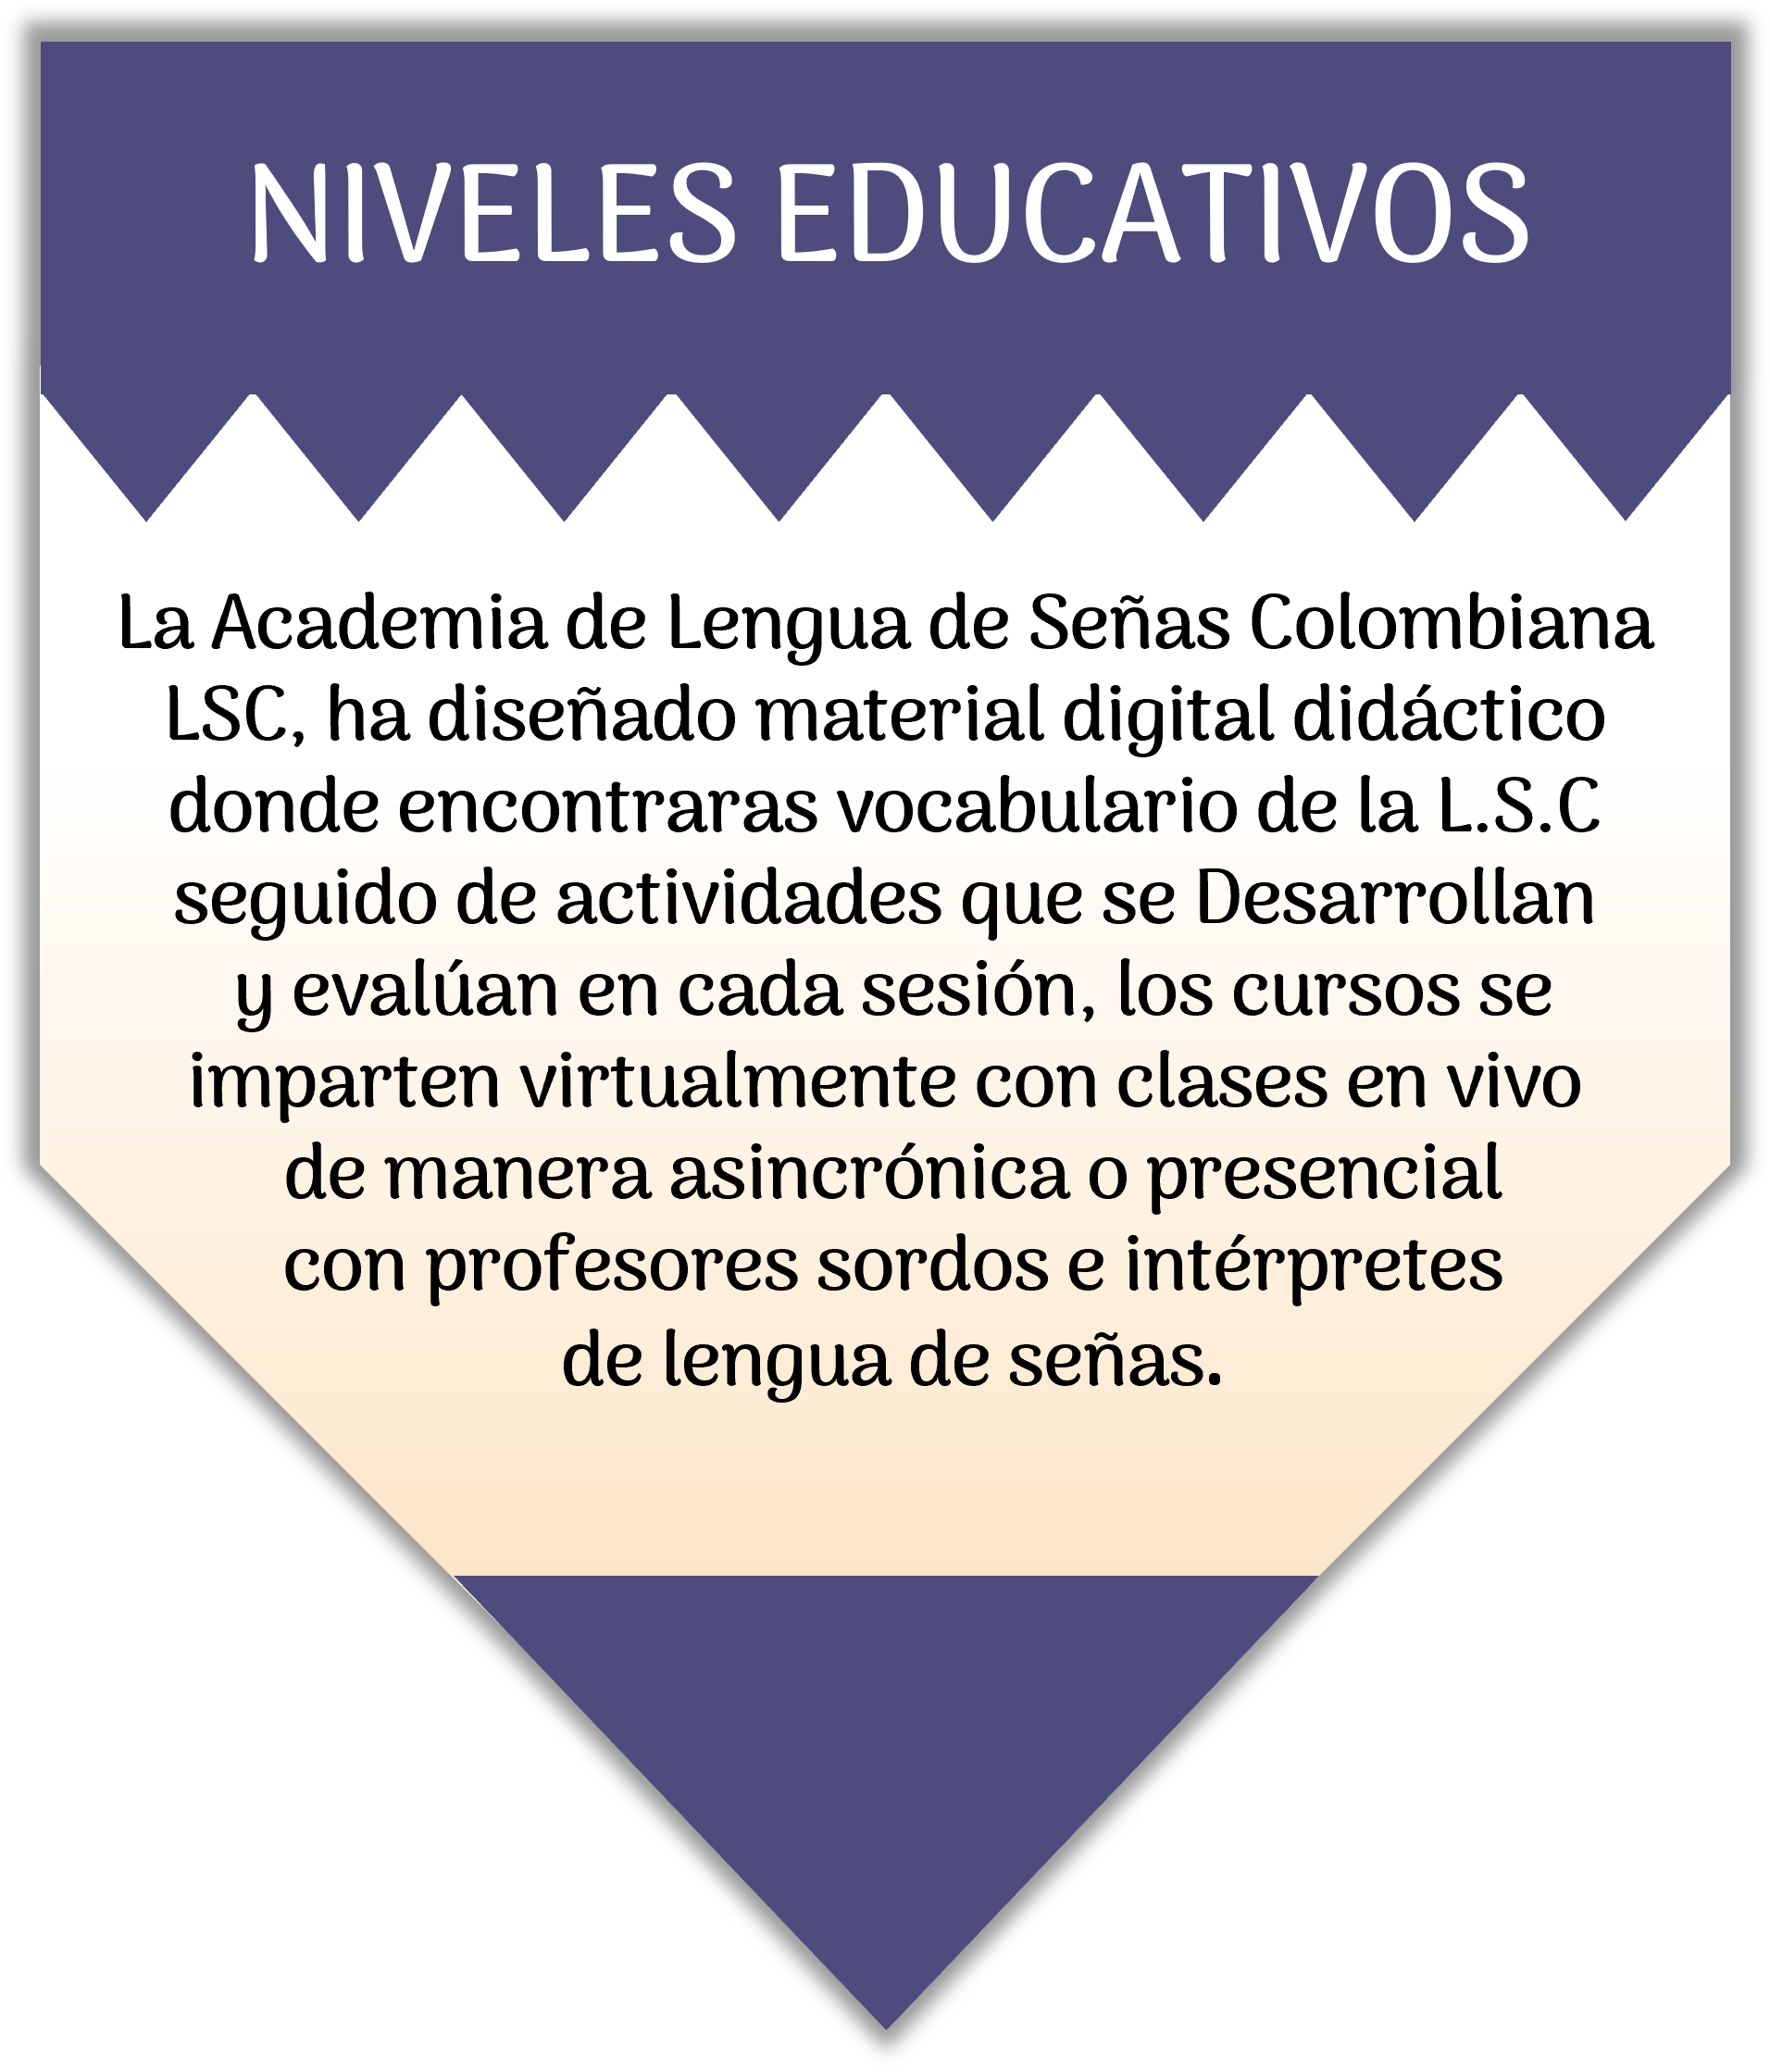 NIVELES EDUCATIVOS
La Academia de Lengua de Señas Colombiana
LSC, ha diseñado material digital didáctico
donde encontraras vocabulario de la L.S.C
seguido de actividades que se Desarrollan
y evalúan en cada sesión, los cursos se
imparten virtualmente con clases en vivo
de manera asincrónica o presencial
con profesores sordos e intérpretes
de lengua de señas.